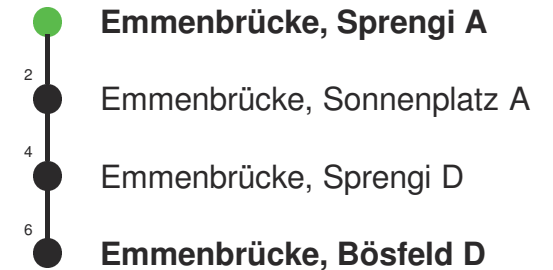 Emmenbrücke, Sprengi A
2
Emmenbrücke, Sonnenplatz A
4
Emmenbrücke, Sprengi D
6
Emmenbrücke, Bösfeld D